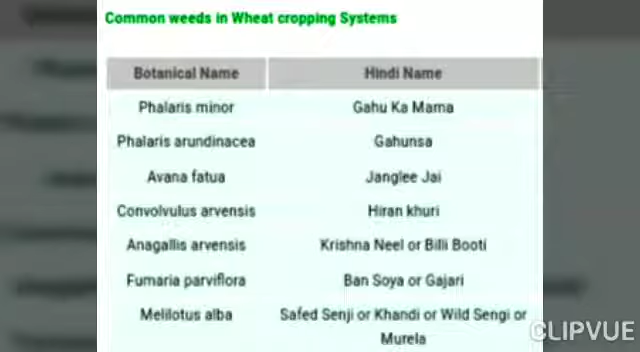 Common weeds in Wheat cropping Systems
Botanical Name Hindi Name
Phalaris minor Gahu Ka Mama
Phalaris arundinacea Gahunsa
Avana fatua Janglee Jai
Convolvulus arvensis Hiran khuri
Anagallis arvensis Krishna Neel or Billi Booti
Fumaria parviflora Ban Soya or Gajari
Melilotus alba Safed Senji or Khandi or Wild Sengi or
Murela
CLIPVUE